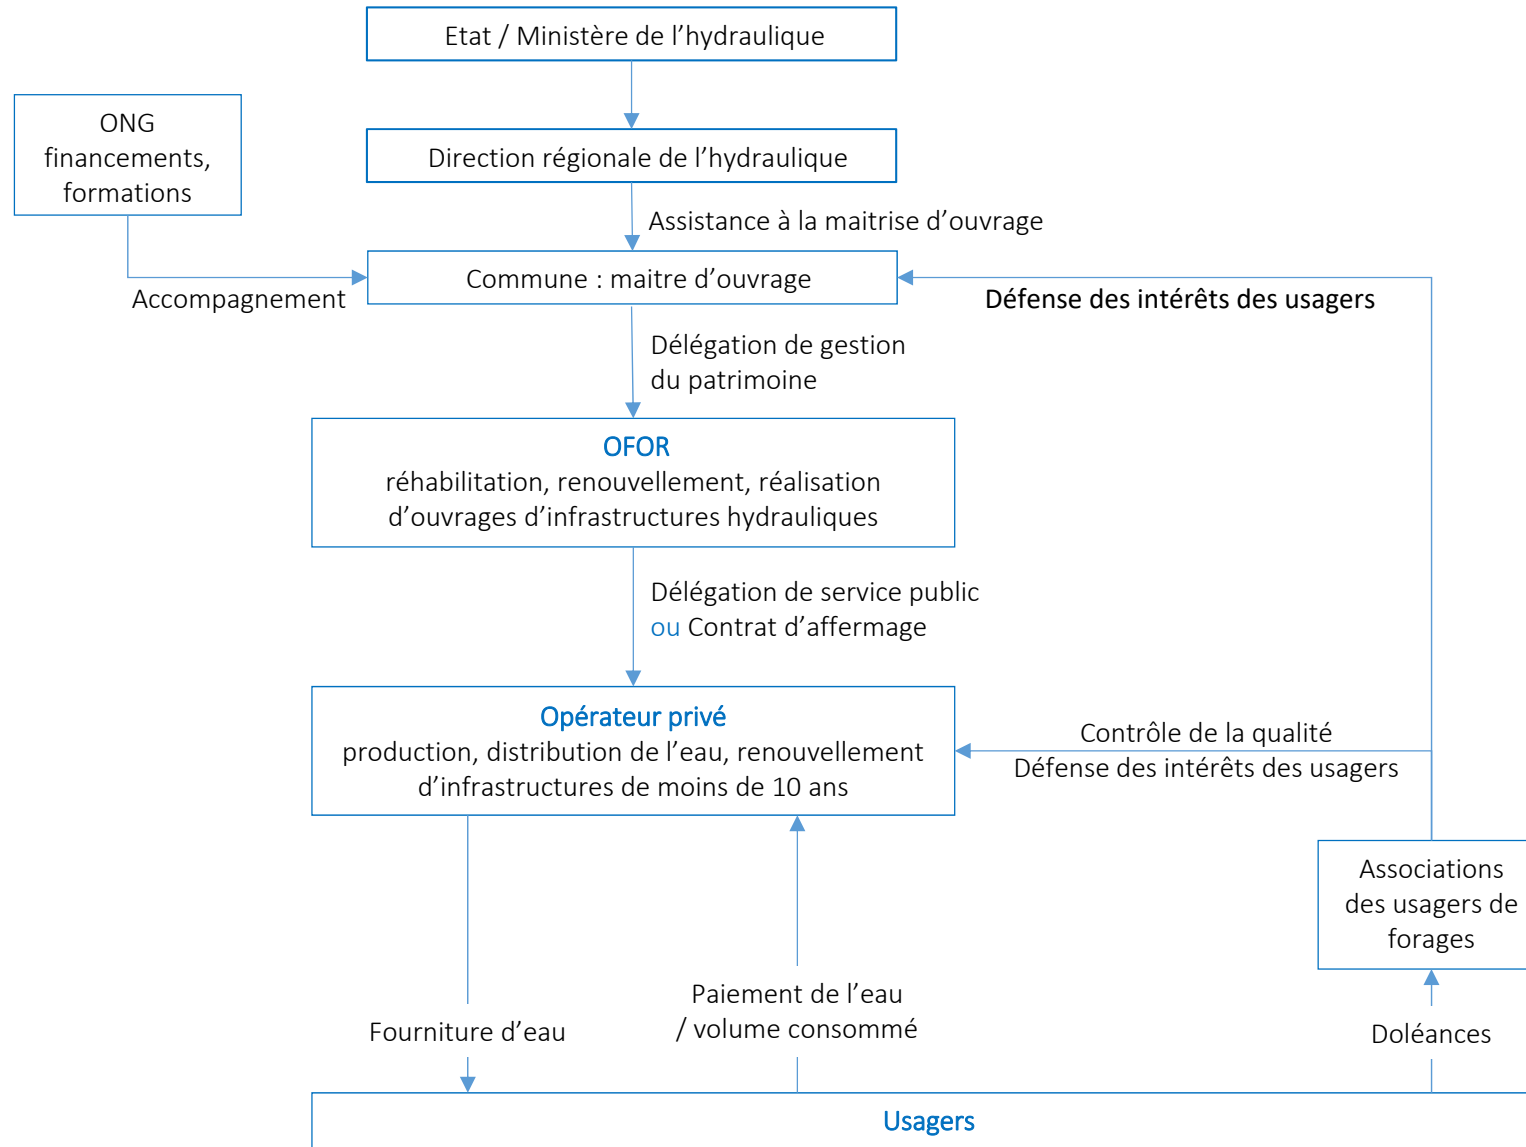 Etat / Ministère de l’hydraulique
ONG
financements,
formations
Direction régionale de l’hydraulique
Assistance à la maitrise d’ouvrage
Commune : maitre d’ouvrage
Accompagnement
Défense des intérêts des usagers
Délégation de gestion
du patrimoine
OFOR
réhabilitation, renouvellement, réalisation
d’ouvrages d’infrastructures hydrauliques
Délégation de service public
ou Contrat d’affermage
Opérateur privé
production, distribution de l’eau, renouvellement
d’infrastructures de moins de 10 ans
Contrôle de la qualité
Défense des intérêts des usagers
Associations
des usagers de
forages
Paiement de l’eau
/ volume consommé
Fourniture d’eau
Doléances
Usagers